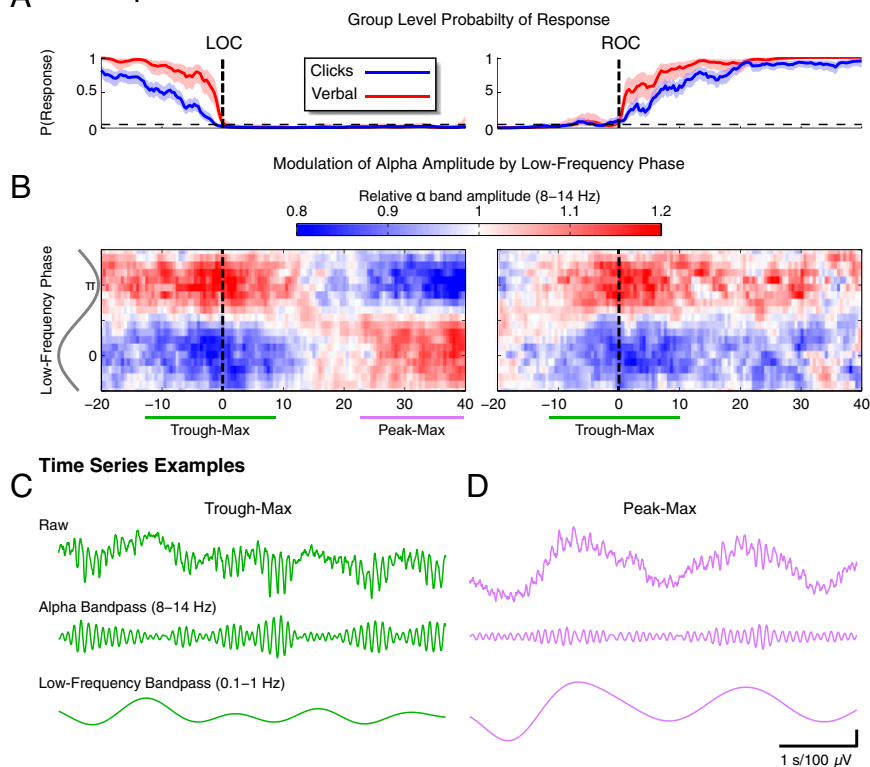 A
Group Level Probabilty of Response
LOC
ROC
P(Response)
1
0.5
0
Clicks
Verbal
1
0.5
0
Modulation of Alpha Amplitude by Low-Frequency Phase
B
Relative α band amplitude (8–14 Hz)
0.8 0.9 1 1.1 1.2
Low-Frequency Phase
π
0
−20 −10 0 10 20 30 40
−20 −10 0 10 20 30 40
Trough-Max
Peak-Max
Trough-Max
Time Series Examples
C
D
Trough-Max
Peak-Max
Raw
Alpha Bandpass (8–14 Hz)
Low-Frequency Bandpass (0.1–1 Hz)
1 s/100 µV